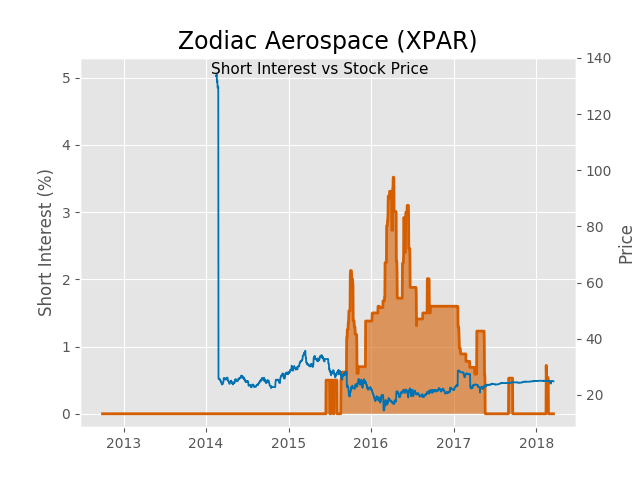 Zodiac Aerospace (XPAR)
Short Interest vs Stock Price
Short Interest (%)
5
4
3
2
1
0
140
120
100
80
60
40
20
Price
2013 2014 2015 2016 2017 2018